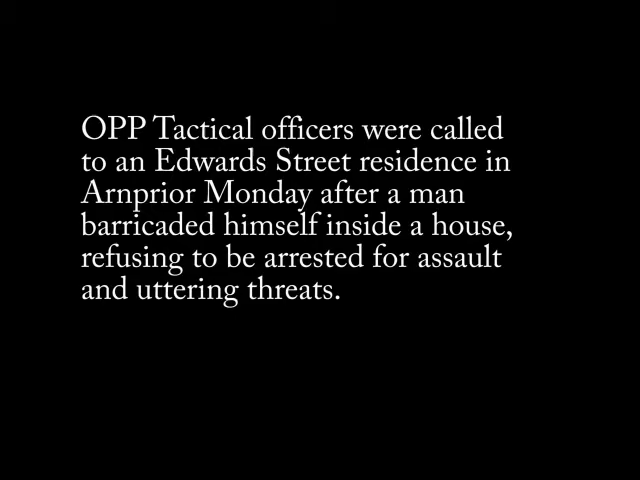 OPP Tactical officers were called
to an Edwards Street residence in
Arnprior Monday after a man
barricaded himself inside a house,
refusing to be arrested for assault
and uttering threats.